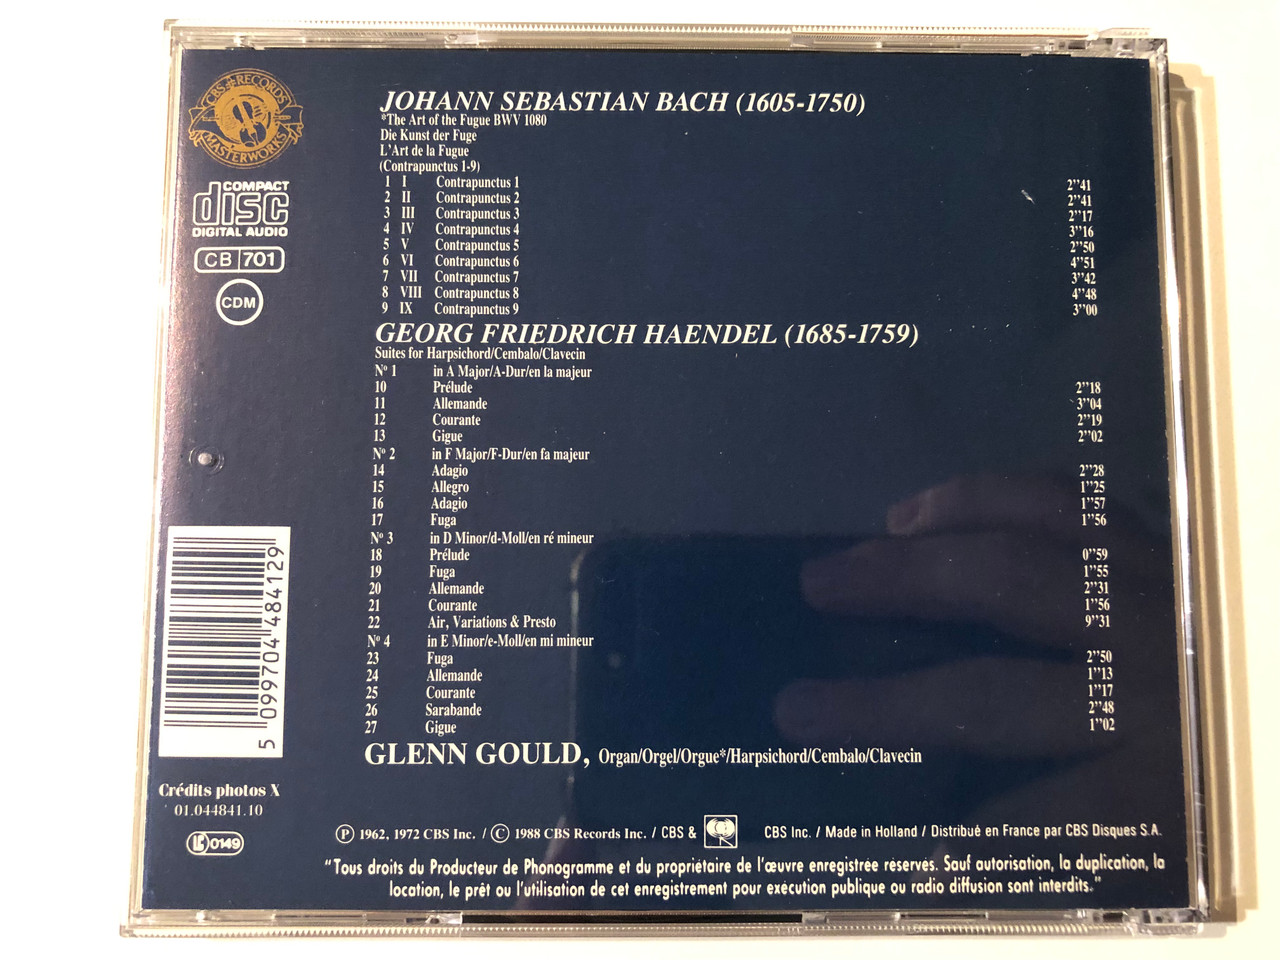 CBS RECORDS
MASTERWORKS
COMPACT
disc
DIGITAL AUDIO
CB 701
CDM
JOHANN SEBASTIAN BACH (1605-1750)
*The Art of the Fugue BWV 1080
Die Kunst der Fuge
L'Art de la Fugue
(Contrapunctus 1-9)
1 I Contrapunctus 1 2"41
2 II Contrapunctus 2 2"41
3 III Contrapunctus 3 2"17
4 IV Contrapunctus 4 3"16
5 V Contrapunctus 5 2"50
6 VI Contrapunctus 6 4"51
7 VII Contrapunctus 7 3"42
8 VIII Contrapunctus 8 4"48
9 IX Contrapunctus 9 3"00
GEORG FRIEDRICH HAENDEL (1685-1759)
Suites for Harpsichord/Cembalo/Clavecin
Nº 1 in A Major/A-Dur/en la majeur
10 Prélude 2"18
11 Allemande 3"04
12 Courante 2"19
13 Gigue 2"02
Nº 2 in F Major/F-Dur/en fa majeur
14 Adagio 2"28
15 Allegro 1"25
16 Adagio 1"57
17 Fuga 1"56
Nº 3 in D Minor/d-Moll/en ré mineur
18 Prélude 0"59
19 Fuga 1"55
20 Allemande 2"31
21 Courante 1"56
22 Air, Variations & Presto 9"31
Nº 4 in E Minor/e-Moll/en mi mineur
23 Fuga 2"50
24 Allemande 1"13
25 Courante 1"17
26 Sarabande 2"48
27 Gigue 1"02
GLENN GOULD, Organ/Orgel/Orgue*/Harpsichord/Cembalo/Clavecin
5 099704 484129
Crédits photos X
01.044841.10
LC 0149
Ⓟ 1962, 1972 CBS Inc. / Ⓒ 1988 CBS Records Inc. / CBS & CBS Inc. / Made in Holland / Distribué en France par CBS Disques S.A.
"Tous droits du Producteur de Phonogramme et du propriétaire de l'œuvre enregistrée réservés. Sauf autorisation, la duplication, la
location, le prêt ou l'utilisation de cet enregistrement pour exécution publique ou radio diffusion sont interdits."